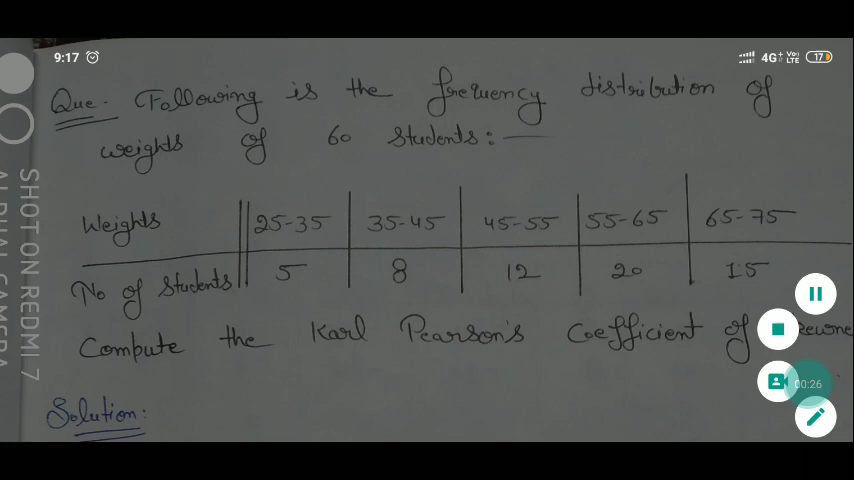 9:17
4G+ Vo)) LTE 17
Que. Following is the frequency distribution of
weights of 60 students:
Weights 25-35 35-45 45-55 55-65 65-75
No of Students 5 8 12 20 15
Compute the Karl Pearson's Coefficient of
00:26
Solution:
SHOT ON REDMI 7